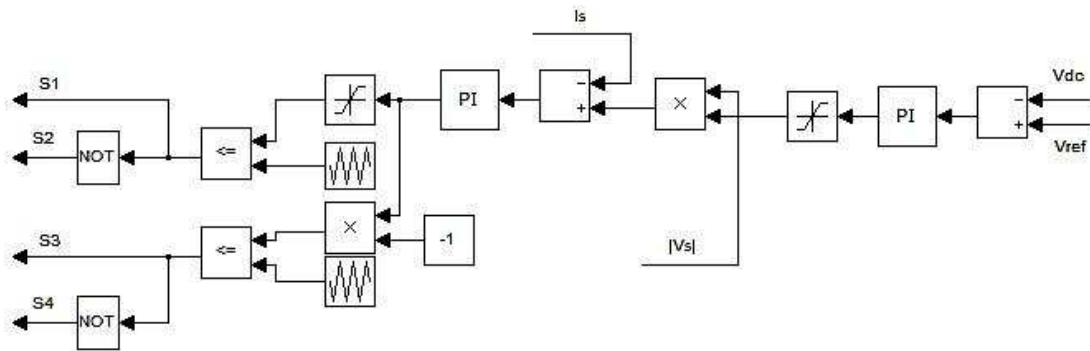 Is
S1
Vdc
PI
−
+
×
PI
−
+
S2
NOT
<=
Vref
S3
<=
×
-1
|Vs|
S4
NOT